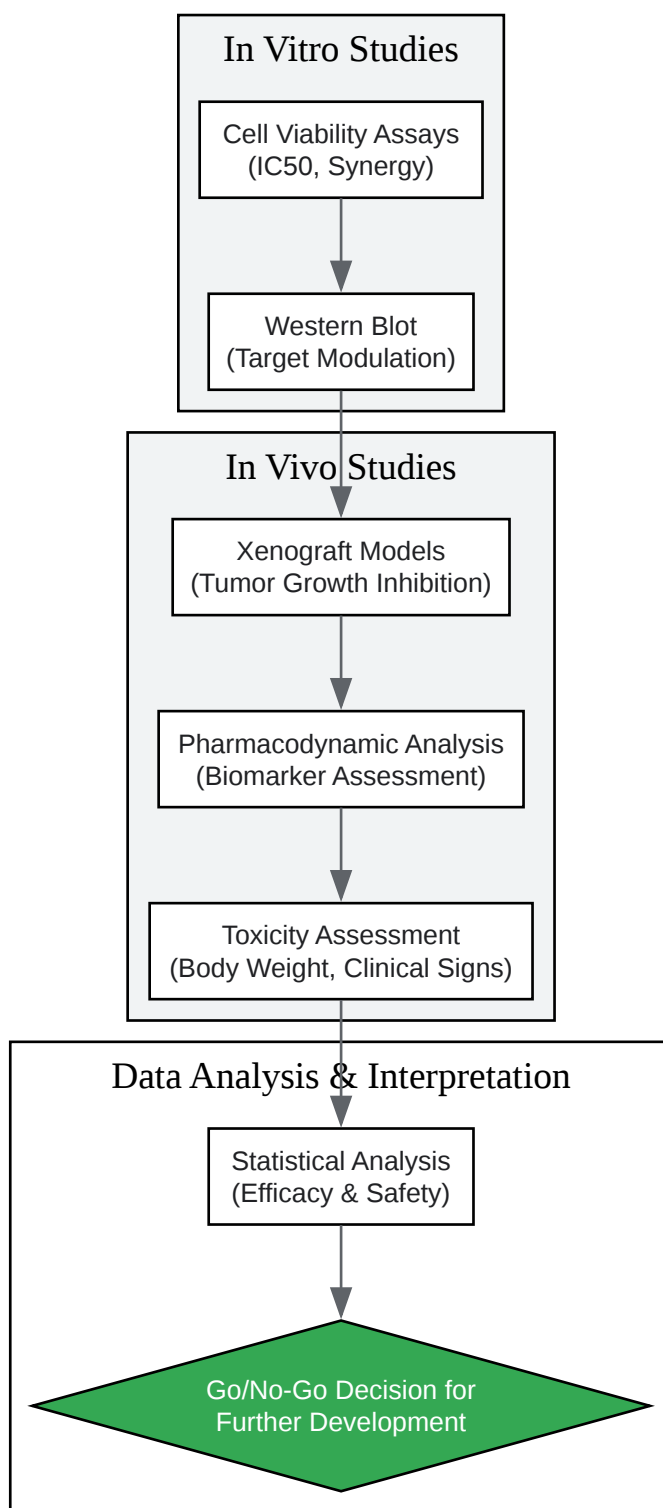 In Vitro Studies
Cell Viability Assays
(IC50, Synergy)
Western Blot
(Target Modulation)
In Vivo Studies
Xenograft Models
(Tumor Growth Inhibition)
Pharmacodynamic Analysis
(Biomarker Assessment)
Toxicity Assessment
(Body Weight, Clinical Signs)
Data Analysis & Interpretation
Statistical Analysis
(Efficacy & Safety)
Go/No-Go Decision for
Further Development